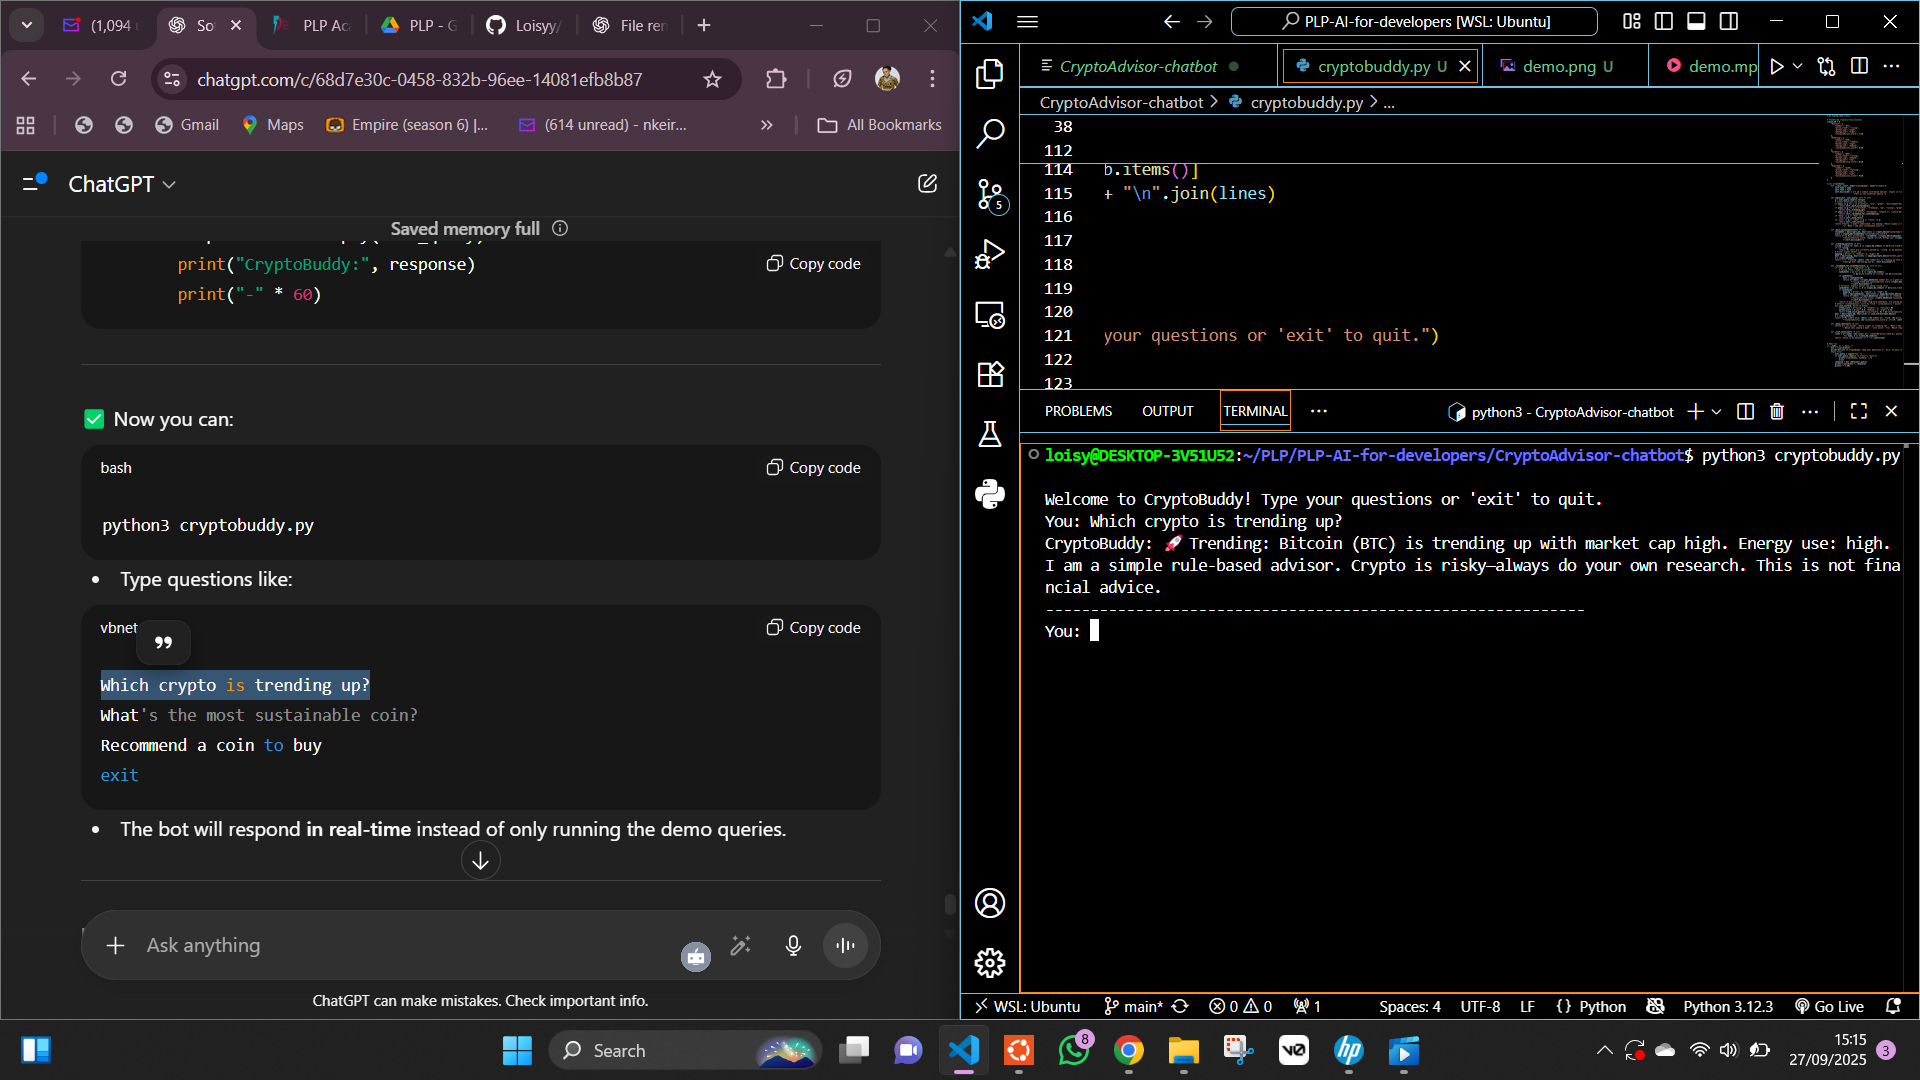 (1,094
So
PLP Ac
PLP - G
Loisyy/
File ren
chatgpt.com/c/68d7e30c-0458-832b-96ee-14081efb8b87
Gmail
Maps
Empire (season 6) |...
(614 unread) - nkeir...
All Bookmarks
ChatGPT
Saved memory full
print("CryptoBuddy:", response)
print("-" * 60)
Copy code
Now you can:
bash
Copy code
python3 cryptobuddy.py
• Type questions like:
vbnet
Copy code
Which crypto is trending up?
What's the most sustainable coin?
Recommend a coin to buy
exit
• The bot will respond in real-time instead of only running the demo queries.
Ask anything
ChatGPT can make mistakes. Check important info.
PLP-AI-for-developers [WSL: Ubuntu]
CryptoAdvisor-chatbot
cryptobuddy.py U
demo.png U
demo.mp
CryptoAdvisor-chatbot > cryptobuddy.py > ...
5
38
112
114 b.items()]
115 + "\n".join(lines)
116
117
118
119
120
121 your questions or 'exit' to quit.")
122
123
PROBLEMS
OUTPUT
TERMINAL
python3 - CryptoAdvisor-chatbot
loisy@DESKTOP-3V51U52:~/PLP/PLP-AI-for-developers/CryptoAdvisor-chatbot$ python3 cryptobuddy.py
Welcome to CryptoBuddy! Type your questions or 'exit' to quit.
You: Which crypto is trending up?
CryptoBuddy: 🚀 Trending: Bitcoin (BTC) is trending up with market cap high. Energy use: high.
I am a simple rule-based advisor. Crypto is risky—always do your own research. This is not fina
ncial advice.
------------------------------------------------------------
You:
WSL: Ubuntu
main*
0
0
1
Spaces: 4
UTF-8
LF
{ } Python
Python 3.12.3
Go Live
Search
8
15:15
27/09/2025
3